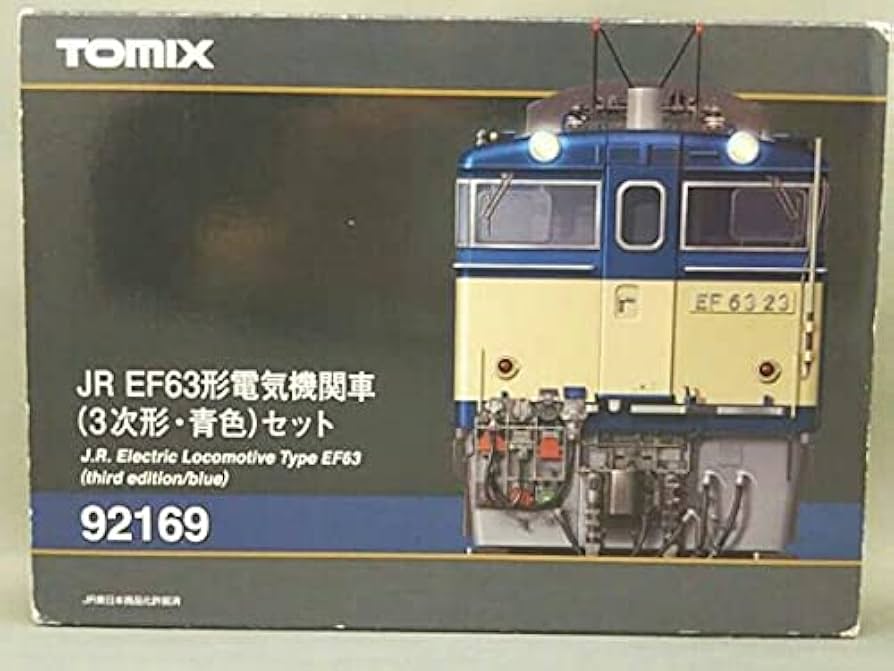 TOMIX
EF 63 23
JR EF63形電気機関車
(3次形・青色)セット
J.R. Electric Locomotive Type EF63
(third edition/blue)
92169
JR東日本商品化許諾済